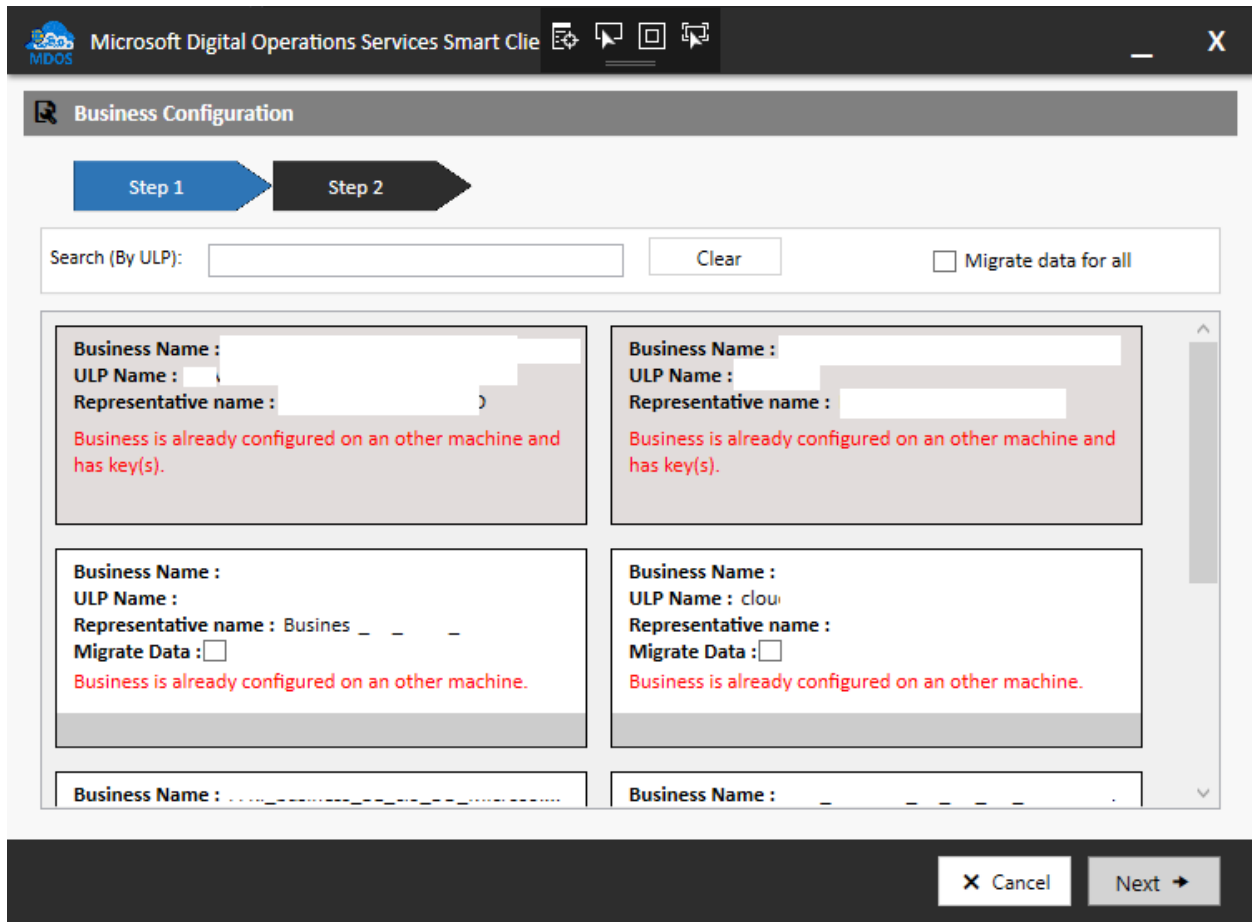 MDOS
Microsoft Digital Operations Services Smart Clie
X
Business Configuration
Step 1
Step 2
Search (By ULP):
Clear
Migrate data for all
Business Name :
ULP Name :
Representative name :
Business is already configured on an other machine and
has key(s).
Business Name :
ULP Name :
Representative name :
Business is already configured on an other machine and
has key(s).
Business Name :
ULP Name :
Representative name : Busines
Migrate Data :
Business is already configured on an other machine.
Business Name :
ULP Name : clou
Representative name :
Migrate Data :
Business is already configured on an other machine.
Business Name :
Business Name :
Cancel
Next